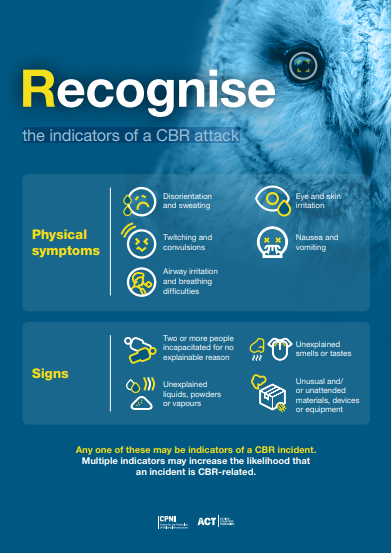 Recognise
the indicators of a CBR attack
Physical
symptoms
Disorientation
and sweating
Eye and skin
irritation
Twitching and
convulsions
Nausea and
vomiting
Airway irritation
and breathing
difficulties
Signs
Two or more people
incapacitated for no
explainable reason
Unexplained
smells or tastes
Unexplained
liquids, powders
or vapours
Unusual and/
or unattended
materials, devices
or equipment
Any one of these may be indicators of a CBR incident.
Multiple indicators may increase the likelihood that
an incident is CBR-related.
CPNI
ACT